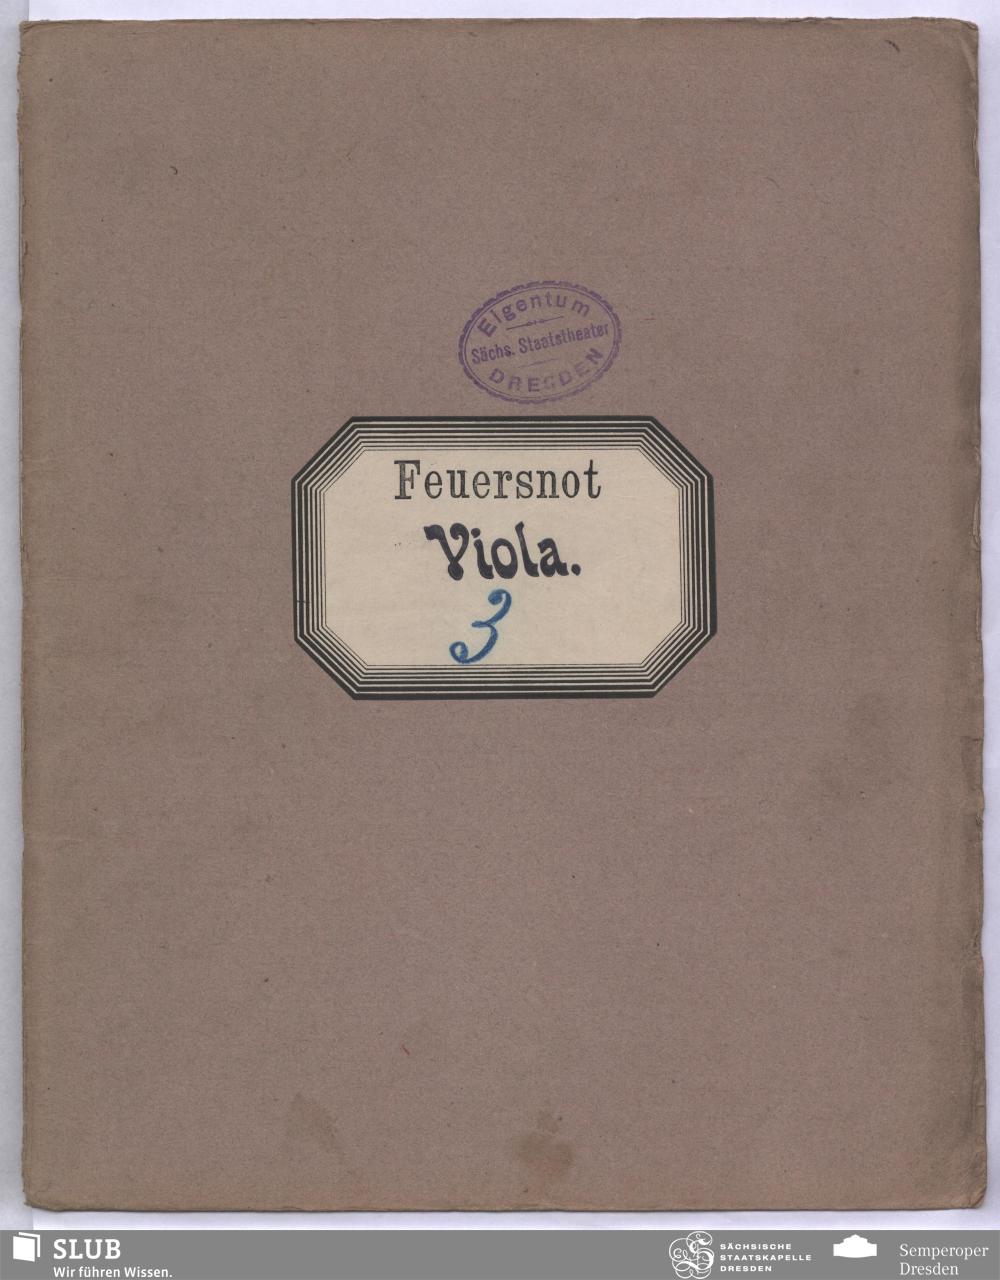 Eigentum
Sächs. Staatstheater
DRESDEN
Feuersnot
Viola.
3
SLUB
Wir führen Wissen.
SÄCHSISCHE
STAATSKAPELLE
DRESDEN
Semperoper
Dresden